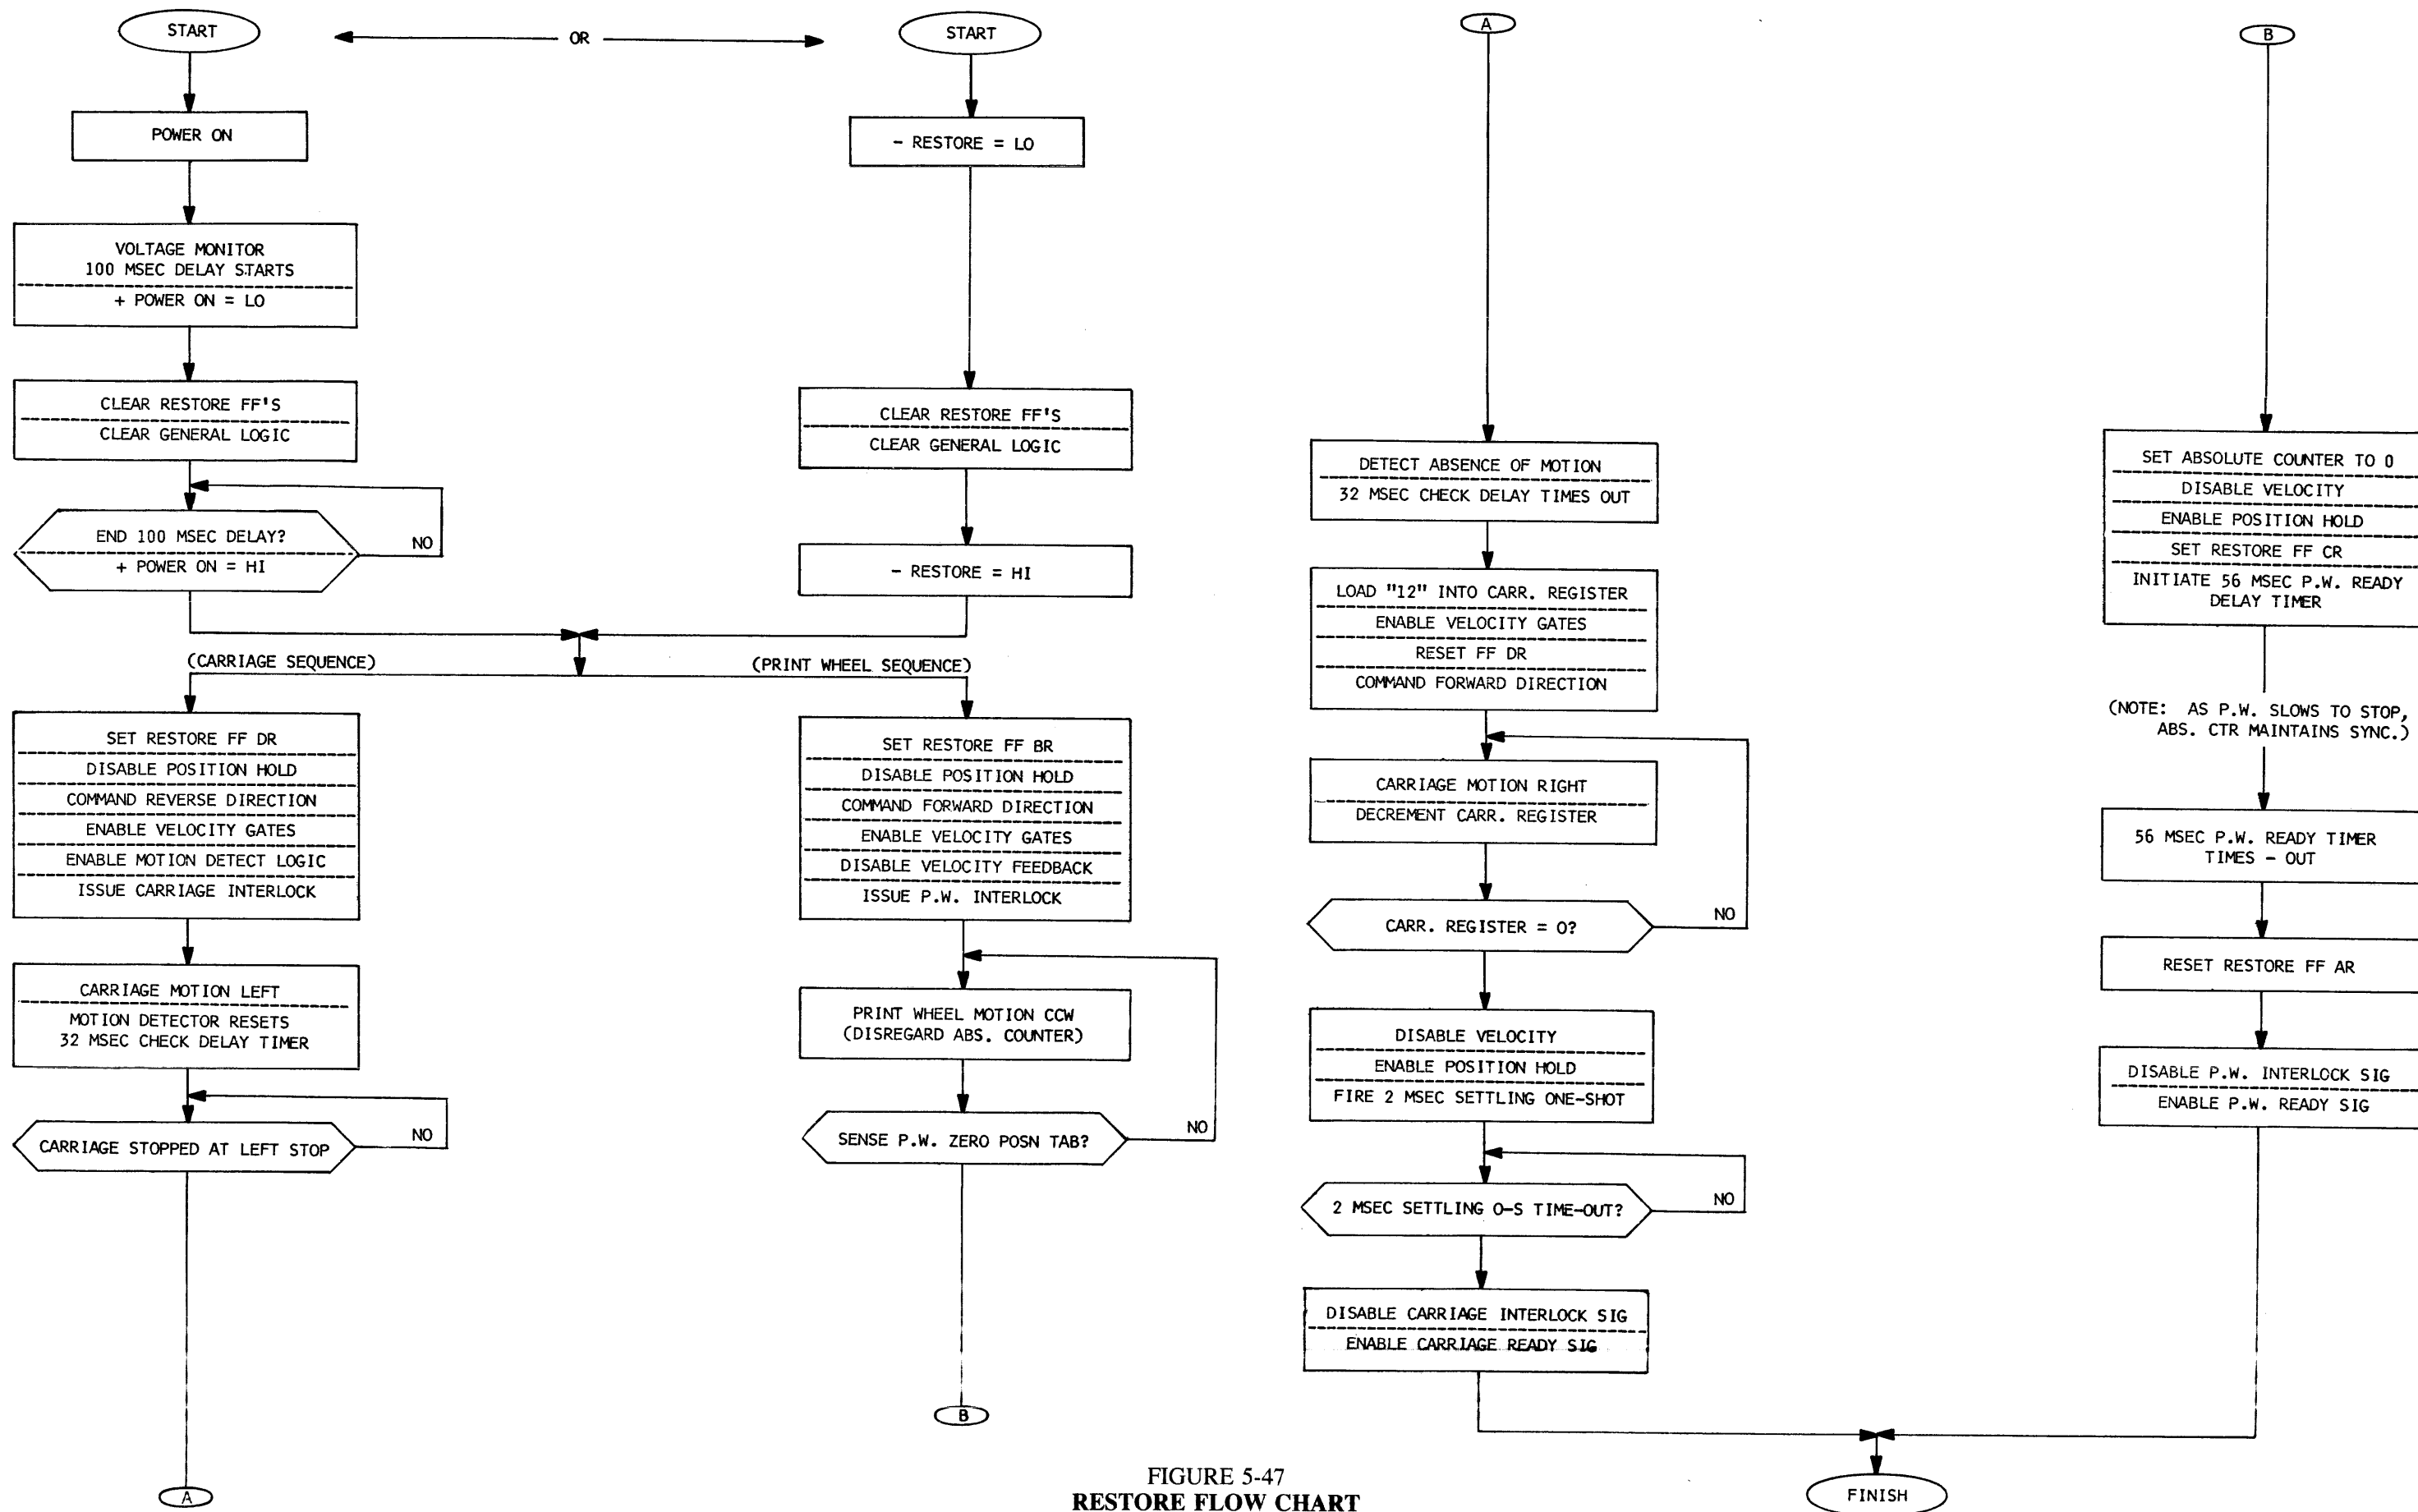 START
OR
START
POWER ON
- RESTORE = LO
VOLTAGE MONITOR
100 MSEC DELAY STARTS
+ POWER ON = LO
CLEAR RESTORE FF'S
CLEAR GENERAL LOGIC
CLEAR RESTORE FF'S
CLEAR GENERAL LOGIC
END 100 MSEC DELAY?
+ POWER ON = HI
NO
- RESTORE = HI
(CARRIAGE SEQUENCE)
(PRINT WHEEL SEQUENCE)
SET RESTORE FF DR
DISABLE POSITION HOLD
COMMAND REVERSE DIRECTION
ENABLE VELOCITY GATES
ENABLE MOTION DETECT LOGIC
ISSUE CARRIAGE INTERLOCK
CARRIAGE MOTION LEFT
MOTION DETECTOR RESETS
32 MSEC CHECK DELAY TIMER
CARRIAGE STOPPED AT LEFT STOP
NO
A
SET RESTORE FF BR
DISABLE POSITION HOLD
COMMAND FORWARD DIRECTION
ENABLE VELOCITY GATES
DISABLE VELOCITY FEEDBACK
ISSUE P.W. INTERLOCK
PRINT WHEEL MOTION CCW
(DISREGARD ABS. COUNTER)
SENSE P.W. ZERO POSN TAB?
NO
B
A
DETECT ABSENCE OF MOTION
32 MSEC CHECK DELAY TIMES OUT
LOAD "12" INTO CARR. REGISTER
ENABLE VELOCITY GATES
RESET FF DR
COMMAND FORWARD DIRECTION
CARRIAGE MOTION RIGHT
DECREMENT CARR. REGISTER
CARR. REGISTER = 0?
NO
DISABLE VELOCITY
ENABLE POSITION HOLD
FIRE 2 MSEC SETTLING ONE-SHOT
2 MSEC SETTLING O-S TIME-OUT?
NO
DISABLE CARRIAGE INTERLOCK SIG
ENABLE CARRIAGE READY SIG
B
SET ABSOLUTE COUNTER TO 0
DISABLE VELOCITY
ENABLE POSITION HOLD
SET RESTORE FF CR
INITIATE 56 MSEC P.W. READY
DELAY TIMER
(NOTE: AS P.W. SLOWS TO STOP,
ABS. CTR MAINTAINS SYNC.)
56 MSEC P.W. READY TIMER
TIMES - OUT
RESET RESTORE FF AR
DISABLE P.W. INTERLOCK SIG
ENABLE P.W. READY SIG
FINISH
FIGURE 5-47
RESTORE FLOW CHART